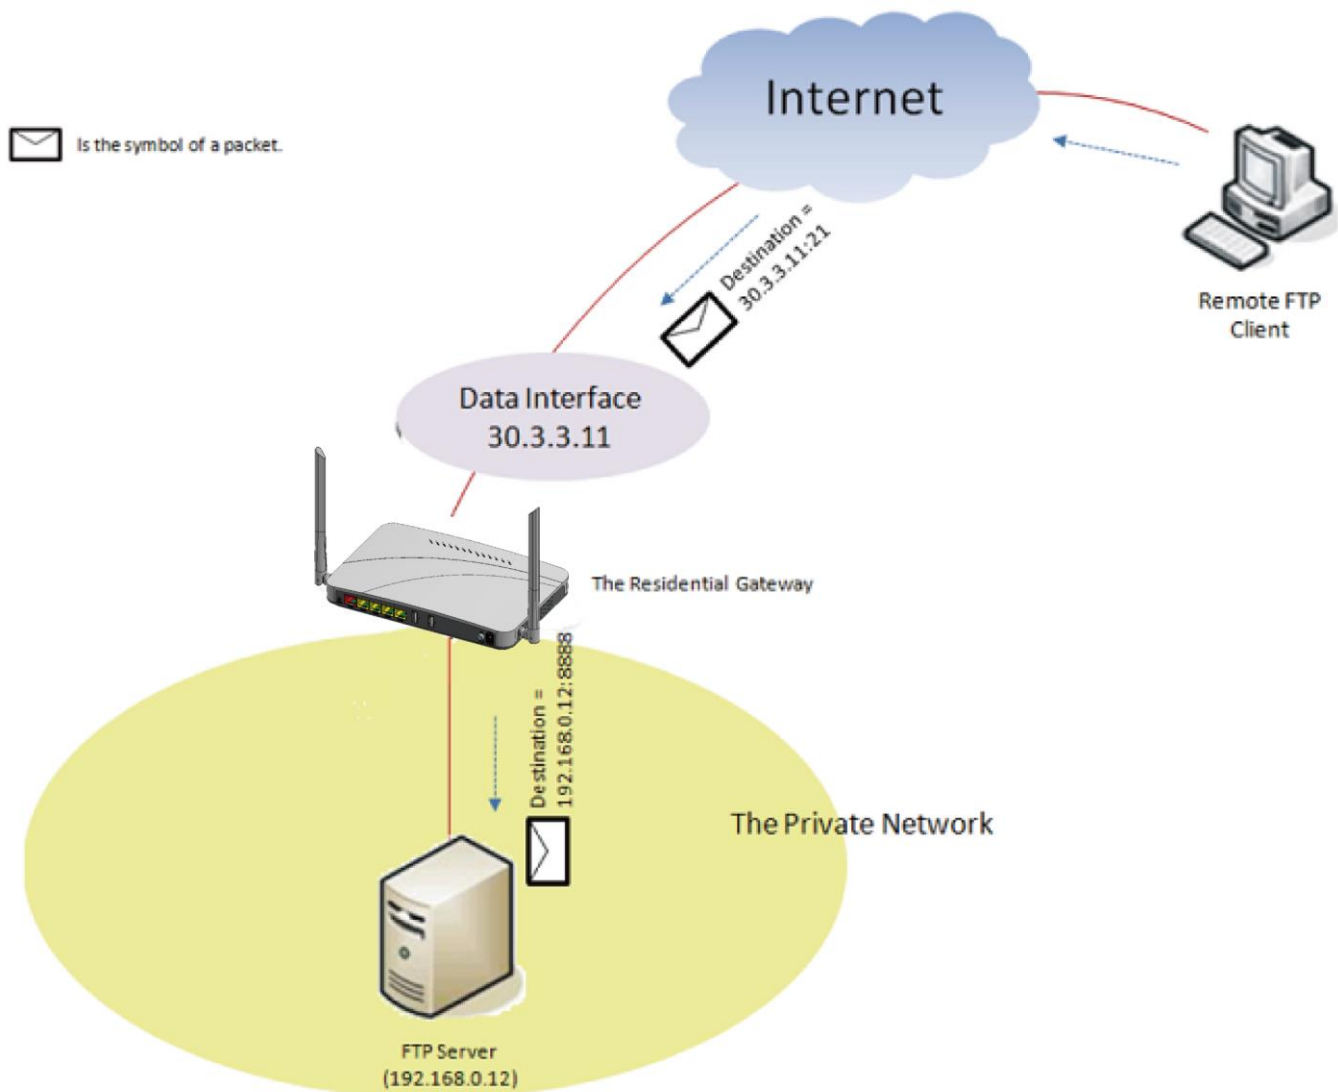 Internet
Is the symbol of a packet.
Destination =
30.3.3.11:21
Remote FTP
Client
Data Interface
30.3.3.11
The Residential Gateway
Destination =
192.168.0.12:8888
The Private Network
FTP Server
(192.168.0.12)